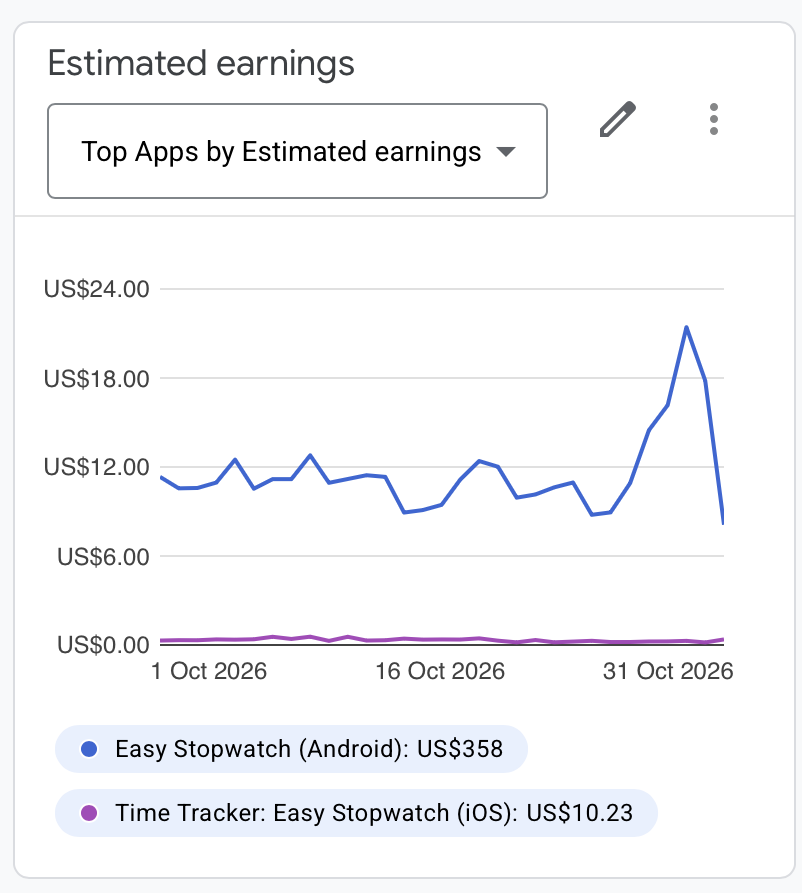 Estimated earnings
Top Apps by Estimated earnings
US$24.00
US$18.00
US$12.00
US$6.00
US$0.00
1 Oct 2026 16 Oct 2026 31 Oct 2026
Easy Stopwatch (Android): US$358
Time Tracker: Easy Stopwatch (iOS): US$10.23